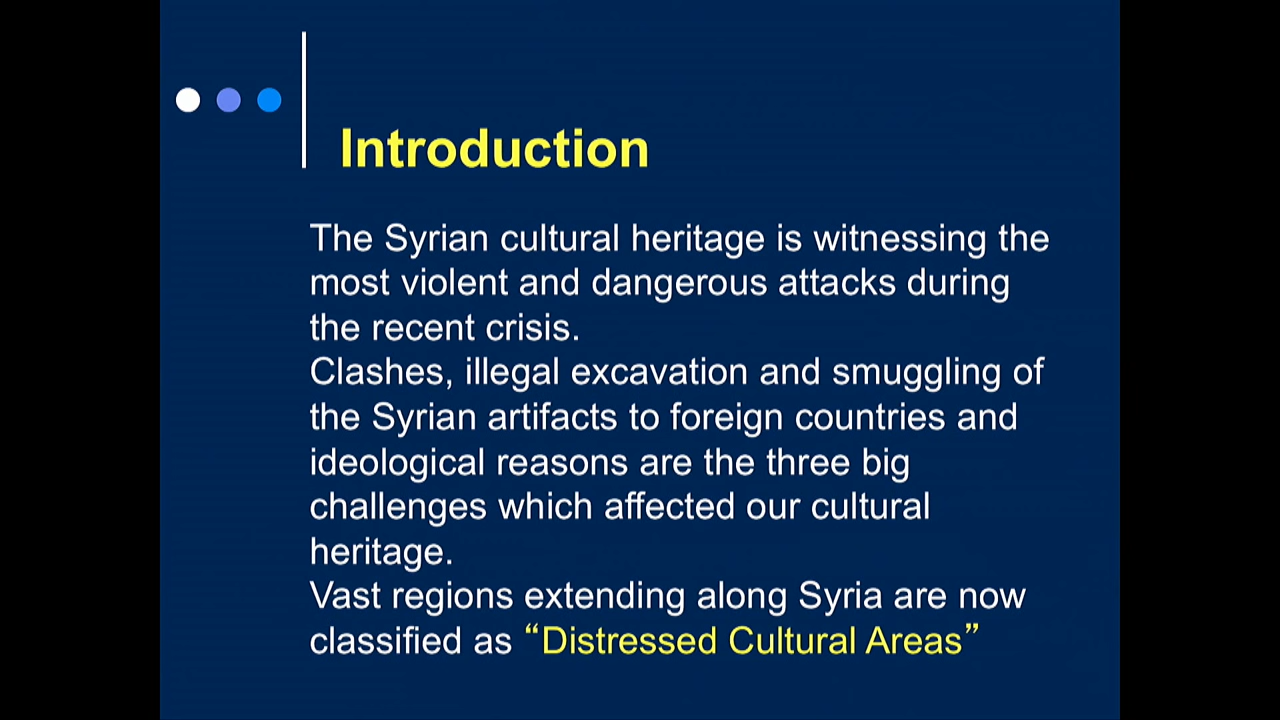 Introduction
The Syrian cultural heritage is witnessing the
most violent and dangerous attacks during
the recent crisis.
Clashes, illegal excavation and smuggling of
the Syrian artifacts to foreign countries and
ideological reasons are the three big
challenges which affected our cultural
heritage.
Vast regions extending along Syria are now
classified as “Distressed Cultural Areas”